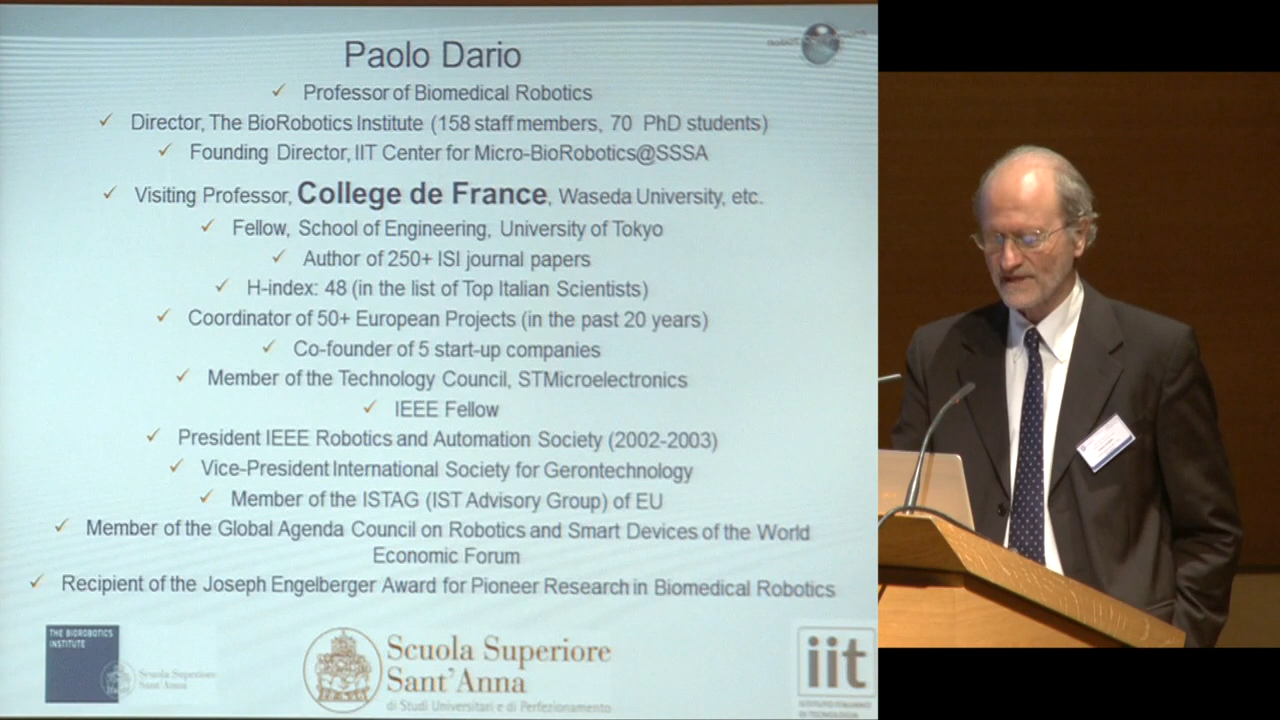 Paolo Dario
✓ Professor of Biomedical Robotics
✓ Director, The BioRobotics Institute (158 staff members, 70 PhD students)
✓ Founding Director, IIT Center for Micro-BioRobotics@SSSA
✓ Visiting Professor, College de France, Waseda University, etc.
✓ Fellow, School of Engineering, University of Tokyo
✓ Author of 250+ ISI journal papers
✓ H-index: 48 (in the list of Top Italian Scientists)
✓ Coordinator of 50+ European Projects (in the past 20 years)
✓ Co-founder of 5 start-up companies
✓ Member of the Technology Council, STMicroelectronics
✓ IEEE Fellow
✓ President IEEE Robotics and Automation Society (2002-2003)
✓ Vice-President International Society for Gerontechnology
✓ Member of the ISTAG (IST Advisory Group) of EU
✓ Member of the Global Agenda Council on Robotics and Smart Devices of the World
Economic Forum
✓ Recipient of the Joseph Engelberger Award for Pioneer Research in Biomedical Robotics
THE BIOROBOTICS
INSTITUTE
Scuola Superiore
Sant'Anna
Scuola Superiore
Sant'Anna
di Studi Universitari e di Perfezionamento
iit
ISTITUTO ITALIANO
DI TECNOLOGIA